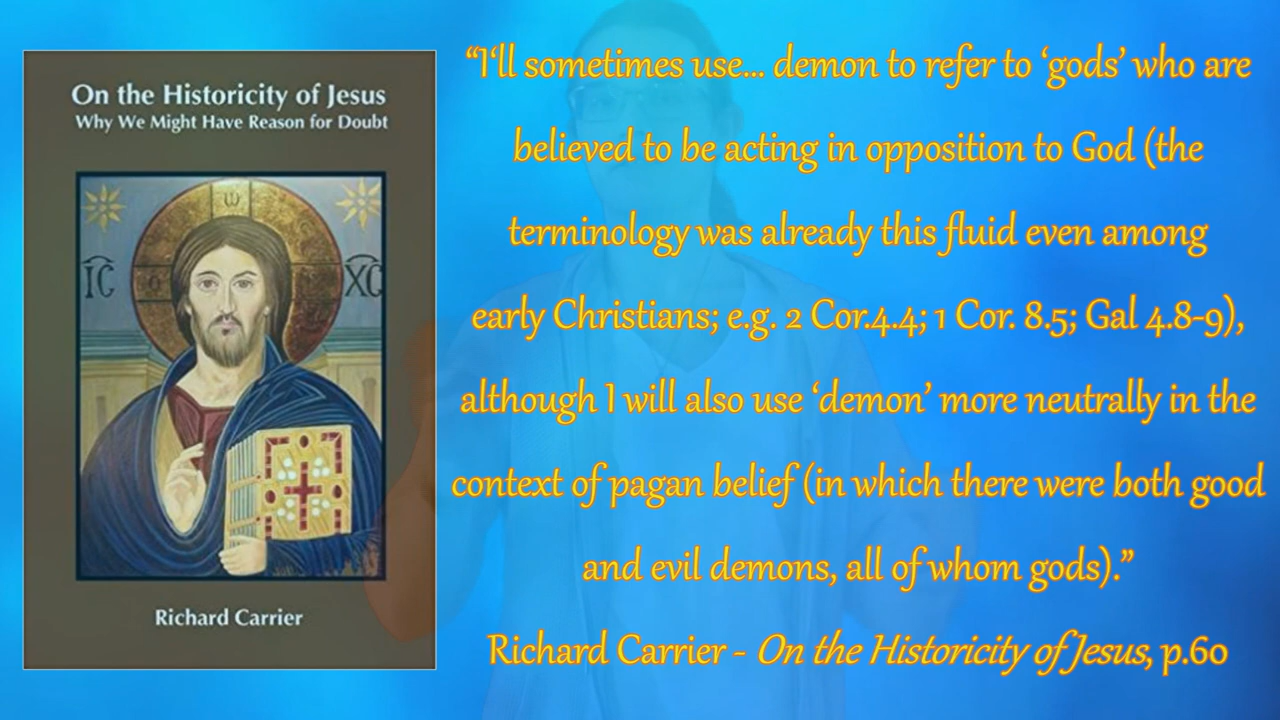 On the Historicity of Jesus
Why We Might Have Reason for Doubt
ω
IC
XC
Richard Carrier
“I‘ll sometimes use... demon to refer to ‘gods’ who are
believed to be acting in opposition to God (the
terminology was already this fluid even among
early Christians; e.g. 2 Cor.4.4; 1 Cor. 8.5; Gal 4.8-9),
although I will also use ‘demon’ more neutrally in the
context of pagan belief (in which there were both good
and evil demons, all of whom gods).”
Richard Carrier - On the Historicity of Jesus, p.60